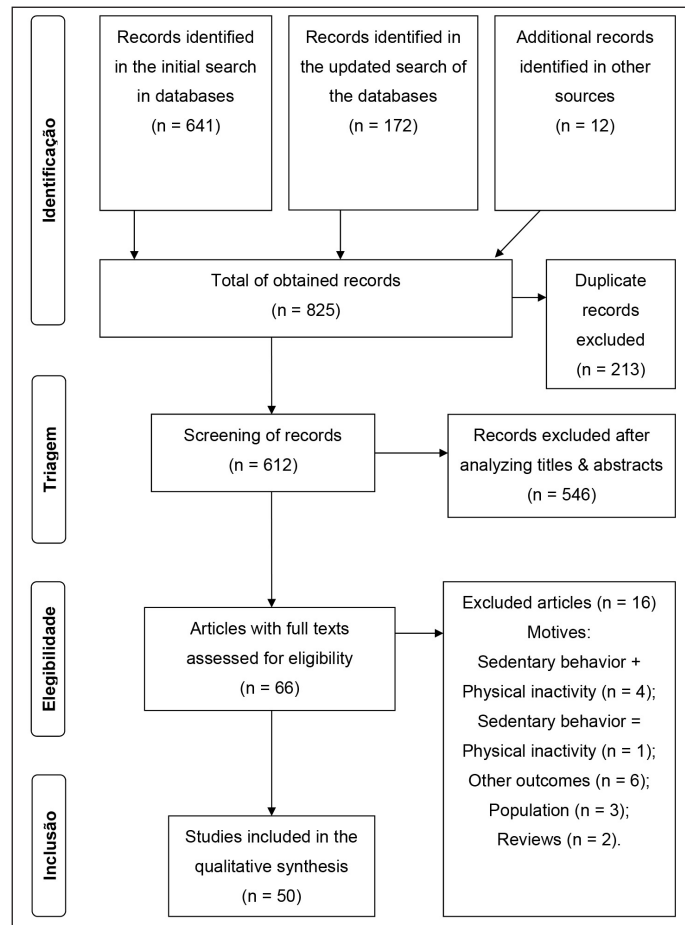 Identificação
Records identified
in the initial search
in databases
(n = 641)
Records identified in
the updated search of
the databases
(n = 172)
Additional records
identified in other
sources
(n = 12)
Total of obtained records
(n = 825)
Duplicate
records
excluded
(n = 213)
Triagem
Screening of records
(n = 612)
Records excluded after
analyzing titles & abstracts
(n = 546)
Elegibilidade
Articles with full texts
assessed for eligibility
(n = 66)
Excluded articles (n = 16)
Motives:
Sedentary behavior +
Physical inactivity (n = 4);
Sedentary behavior =
Physical inactivity (n = 1);
Other outcomes (n = 6);
Population (n = 3);
Reviews (n = 2).
Inclusão
Studies included in the
qualitative synthesis
(n = 50)